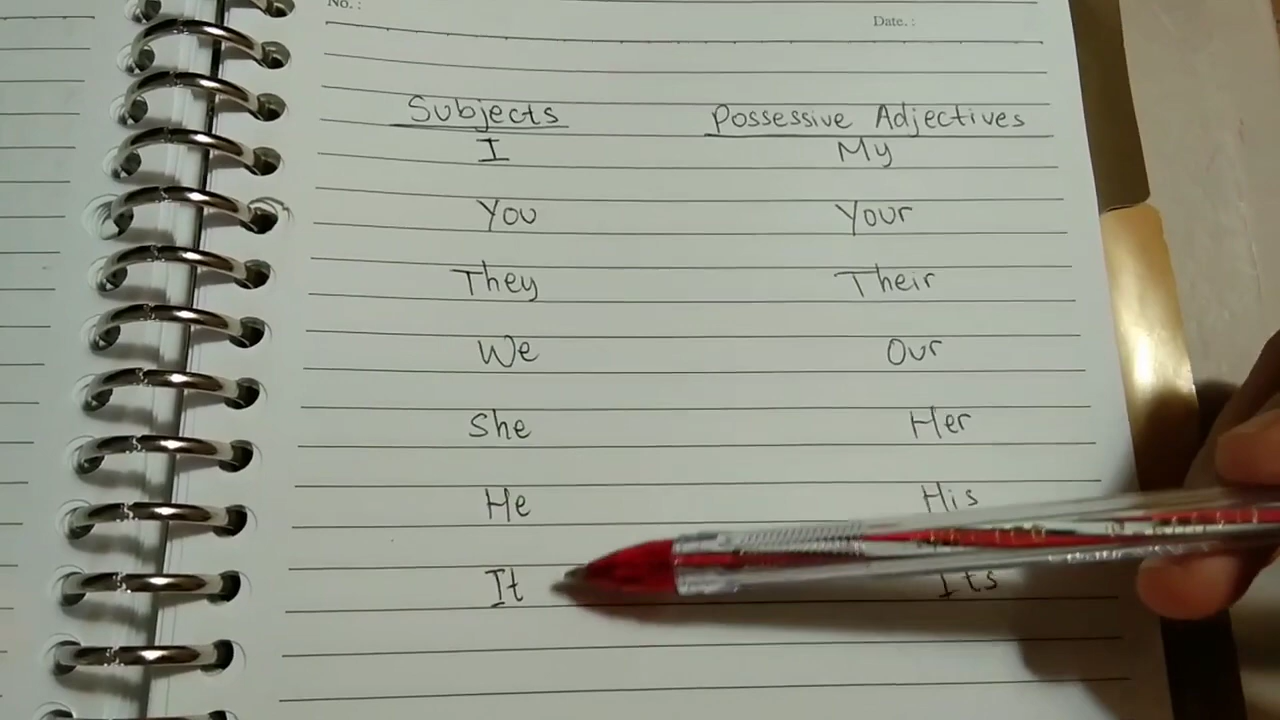 No.:
Date.:
Subjects Possessive Adjectives
I My
You Your
They Their
We Our
She Her
He His
It Its